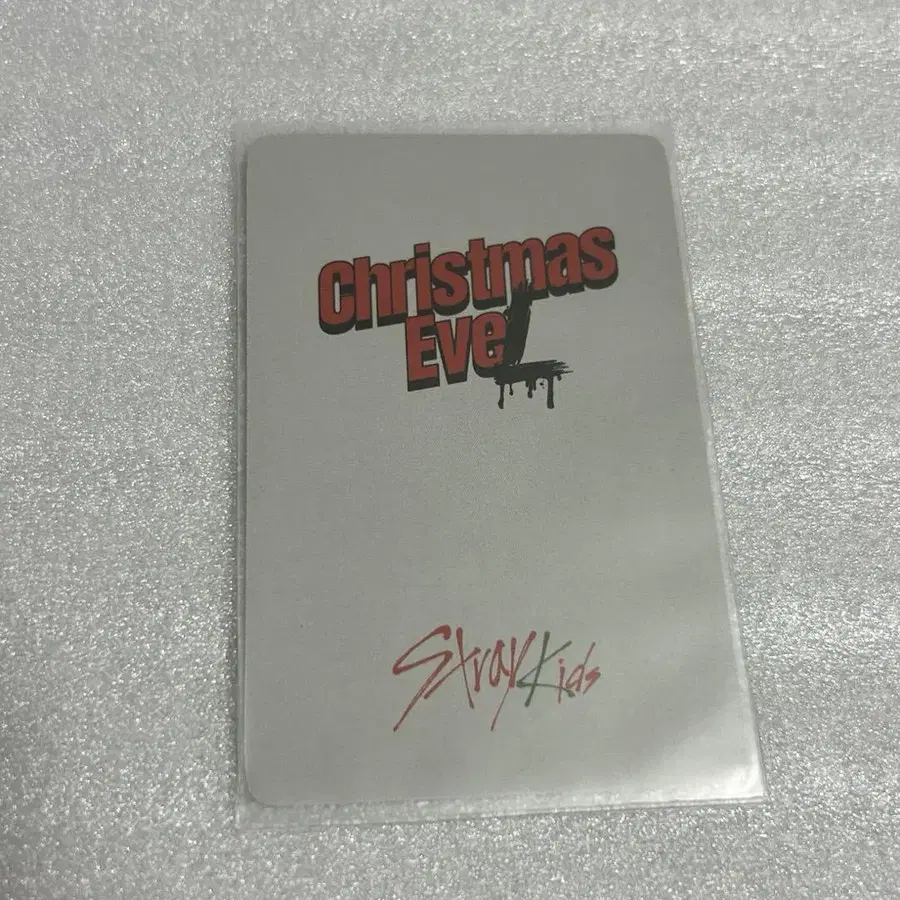 Christmas
EveL
Stray Kids